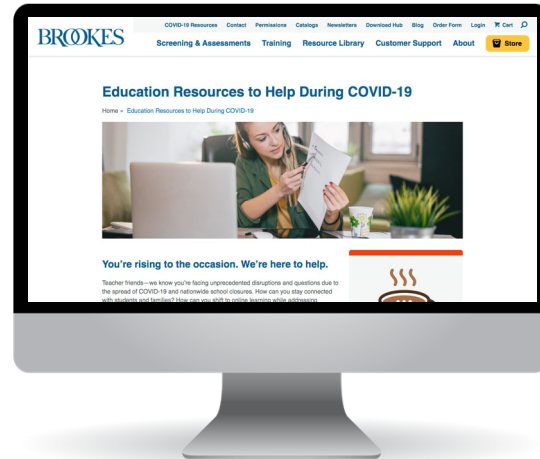 COVID-19 Resources Contact Permissions Catalogs Newsletters Download Hub Blog Order Form Login Cart
BROOKES
Screening & Assessments Training Resource Library Customer Support About Store
Education Resources to Help During COVID-19
Home » Education Resources to Help During COVID-19
You're rising to the occasion. We're here to help.
Teacher friends—we know you're facing unprecedented disruptions and questions due to
the spread of COVID-19 and nationwide school closures. How can you stay connected
with students and families? How can you shift to online learning while addressing